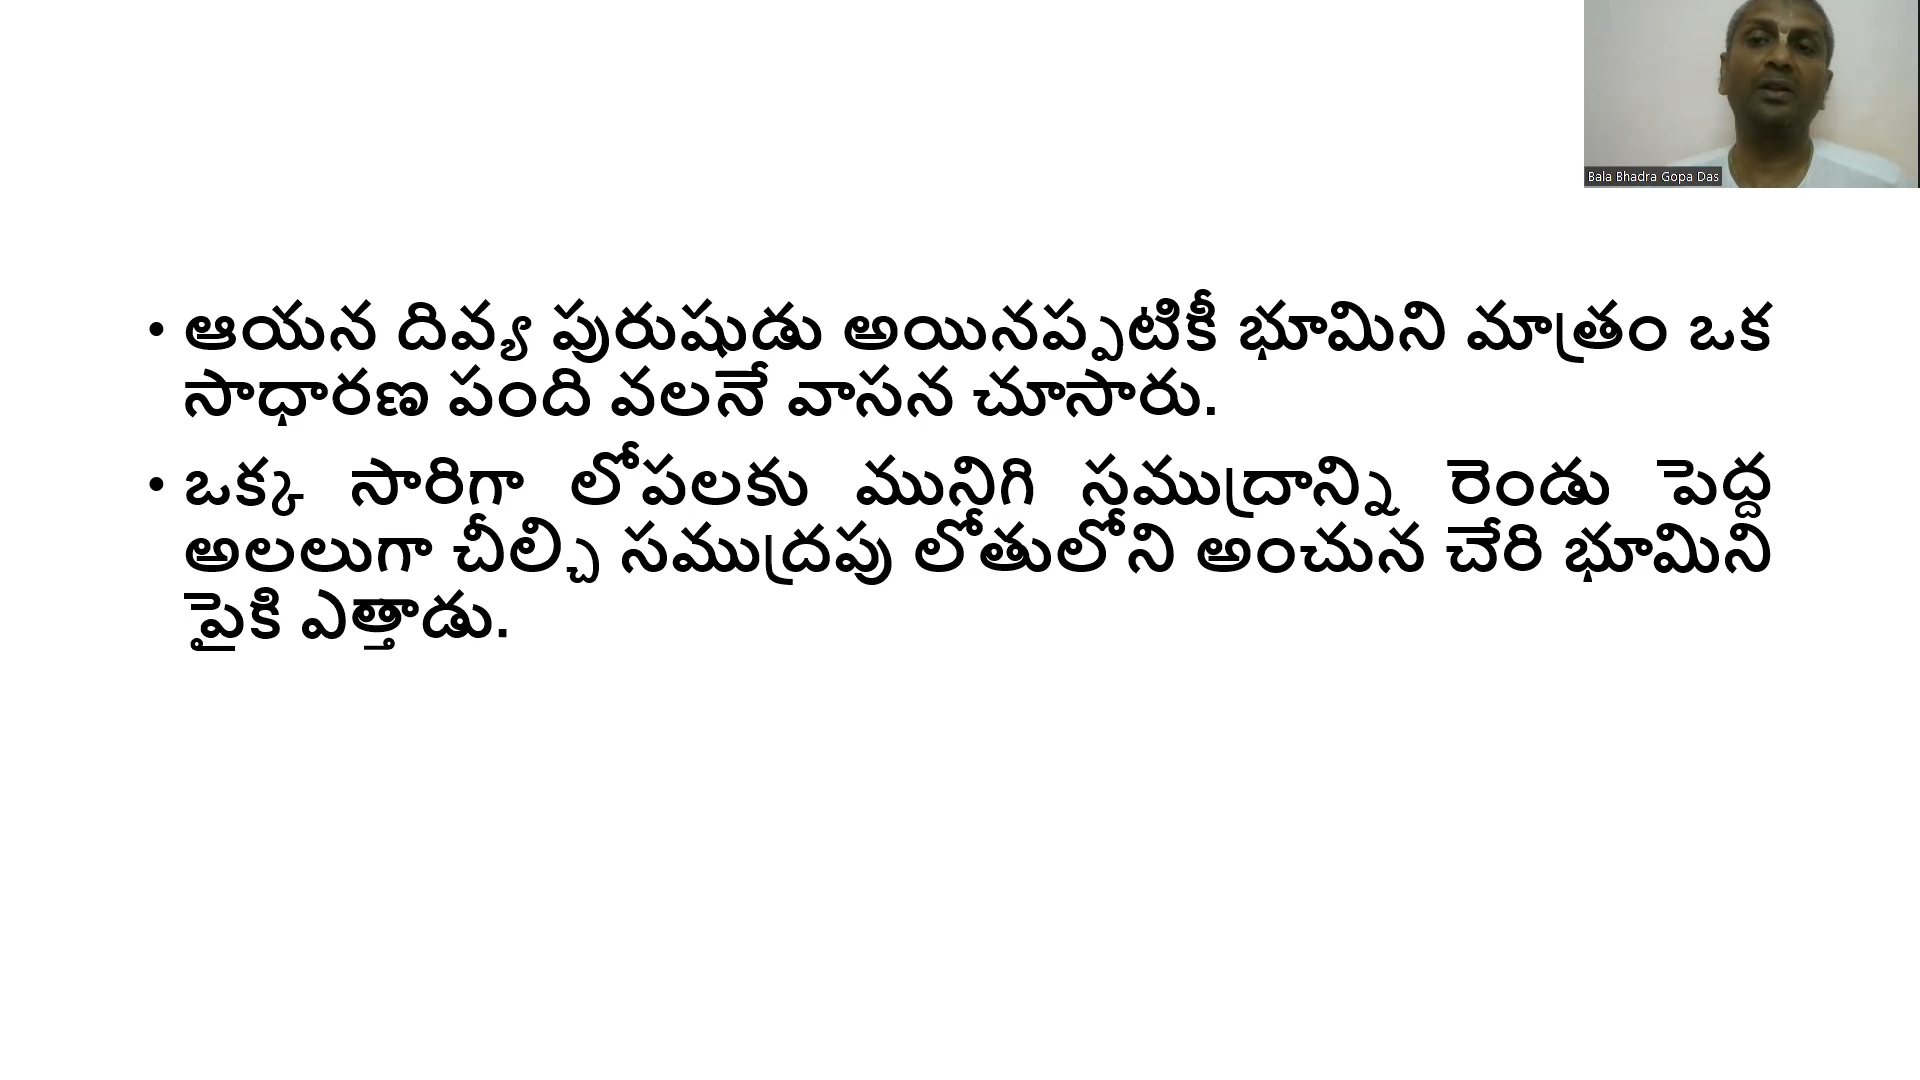 Bala Bhadra Gopa Das
• ఆయన దివ్య పురుషుడు అయినప్పటికీ భూమిని మాత్రం ఒక
సాధారణ పంది వలనే వాసన చూసారు.
• ఒక్క సారిగా లోపలకు మునిగి సముద్రాన్ని రెండు పెద్ద
అలలుగా చీల్చి సముద్రపు లోతులోని అంచున చేరి భూమిని
పైకి ఎత్తాడు.